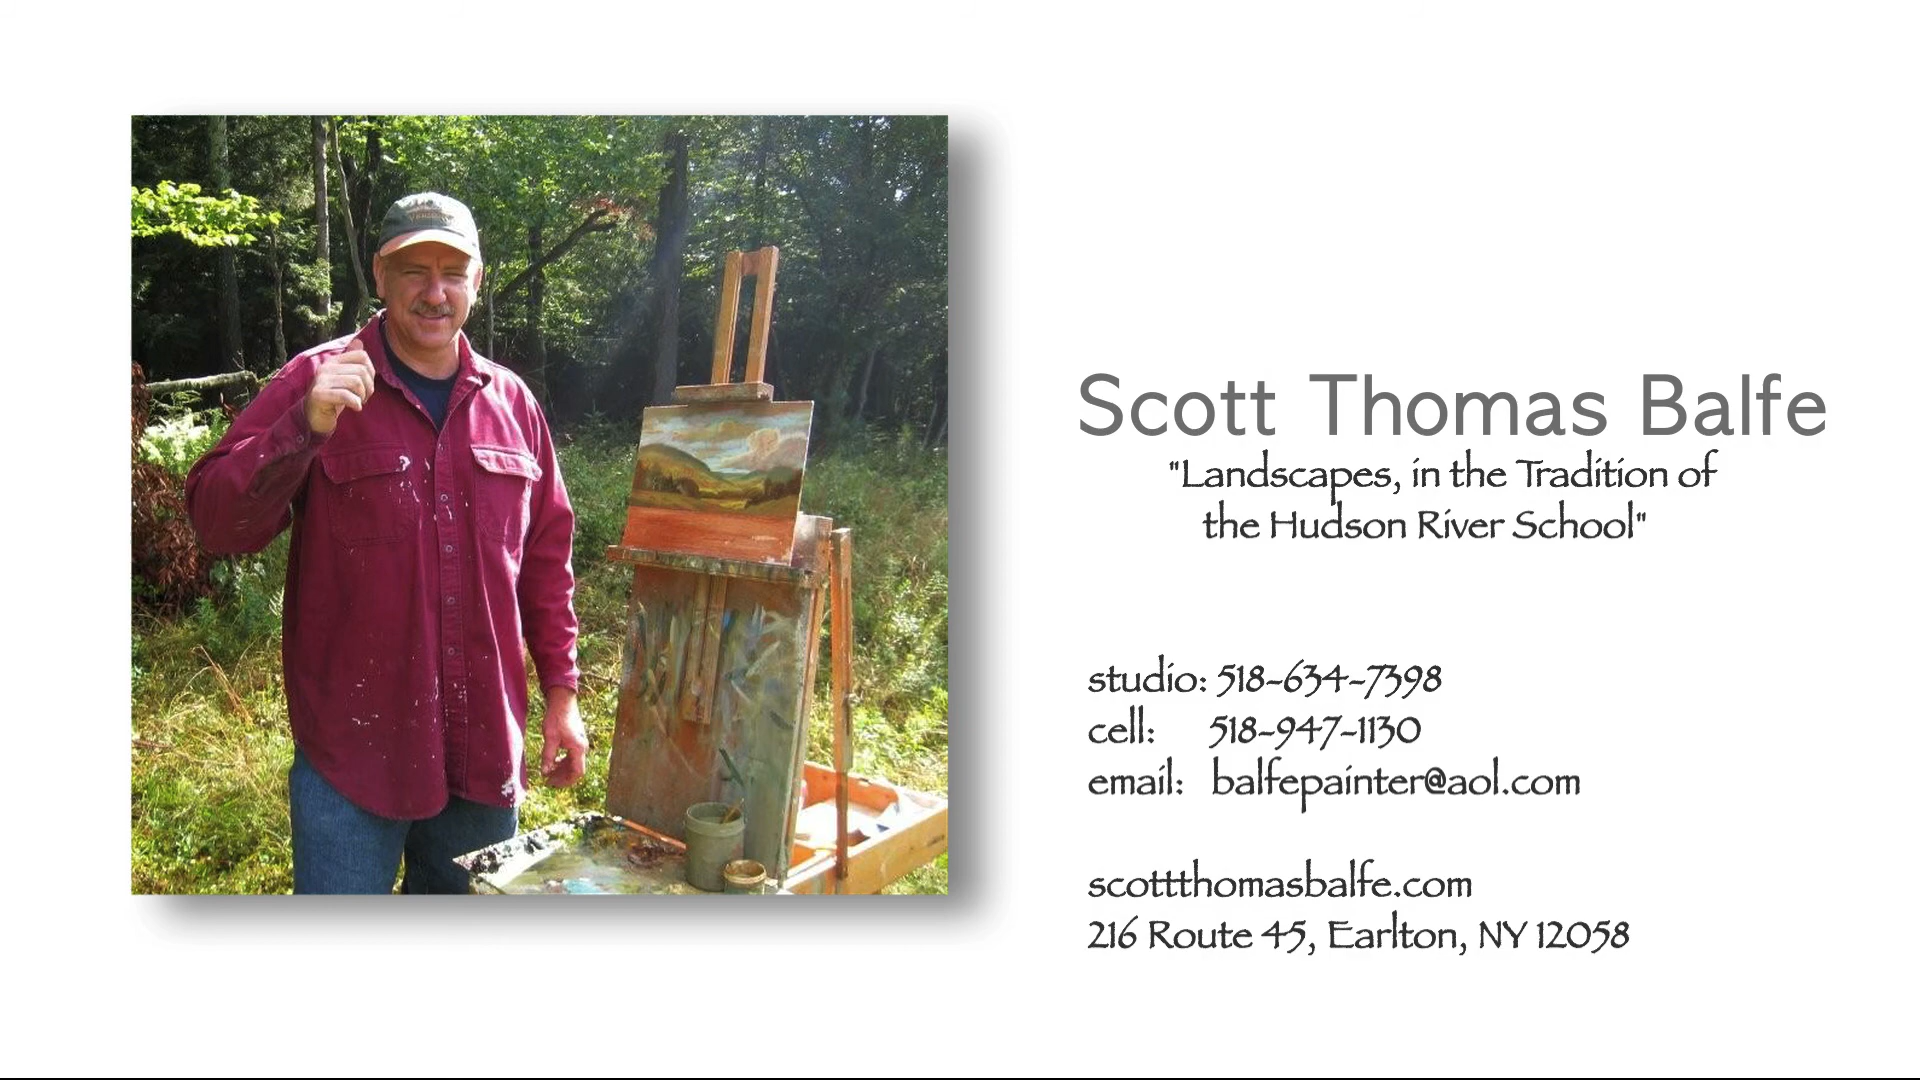 Scott Thomas Balfe
"Landscapes, in the Tradition of
the Hudson River School"
studio: 518-634-7398
cell: 518-947-1130
email: balfepainter@aol.com
scottthomasbalfe.com
216 Route 45, Earlton, NY 12058